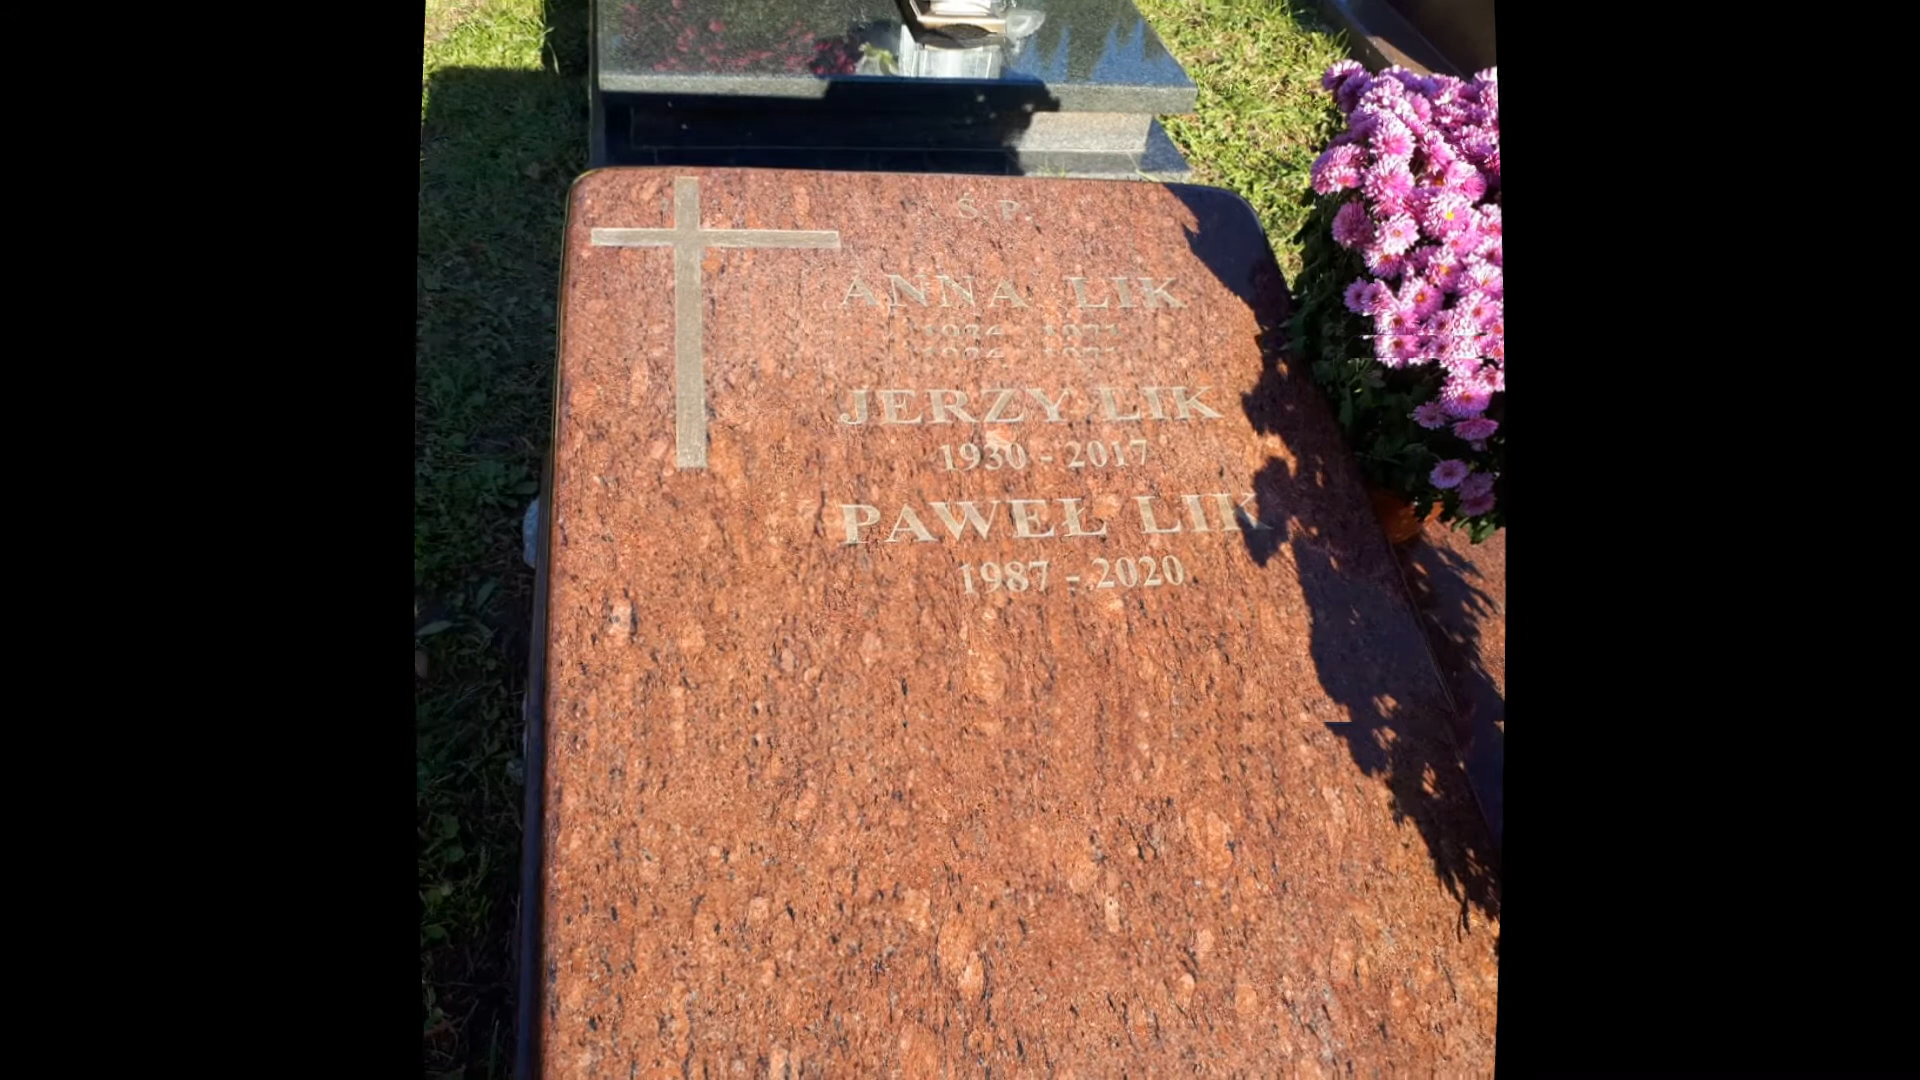 Ś. P.
ANNA LIK
JERZY LIK
1930 - 2017
PAWEŁ LIK
1987 - 2020